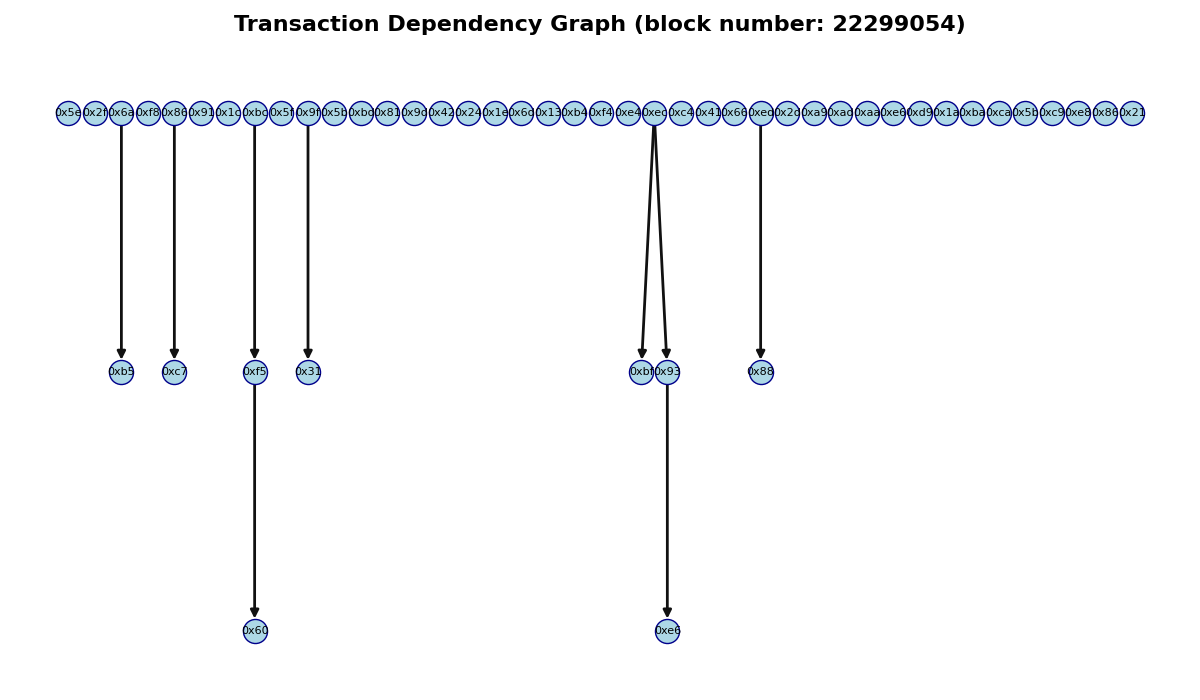 Transaction Dependency Graph (block number: 22299054)
0x5e 0x2f 0x6a 0xf8 0x86 0x91 0x1c 0xbc 0x5f 0x9f 0x5b 0xbd 0x81 0x9c 0x42 0x24 0x1e 0x6d 0x13 0xb4 0xf4 0xe4 0xec 0xc4 0x41 0x66 0xed 0x2d 0xa9 0xad 0xaa 0xe6 0xd9 0x1a 0xba 0xca 0x5b 0xc9 0xe8 0x86 0x21
0xb5 0xc7 0xf5 0x31 0xbf 0x93 0x88
0x60 0xe6